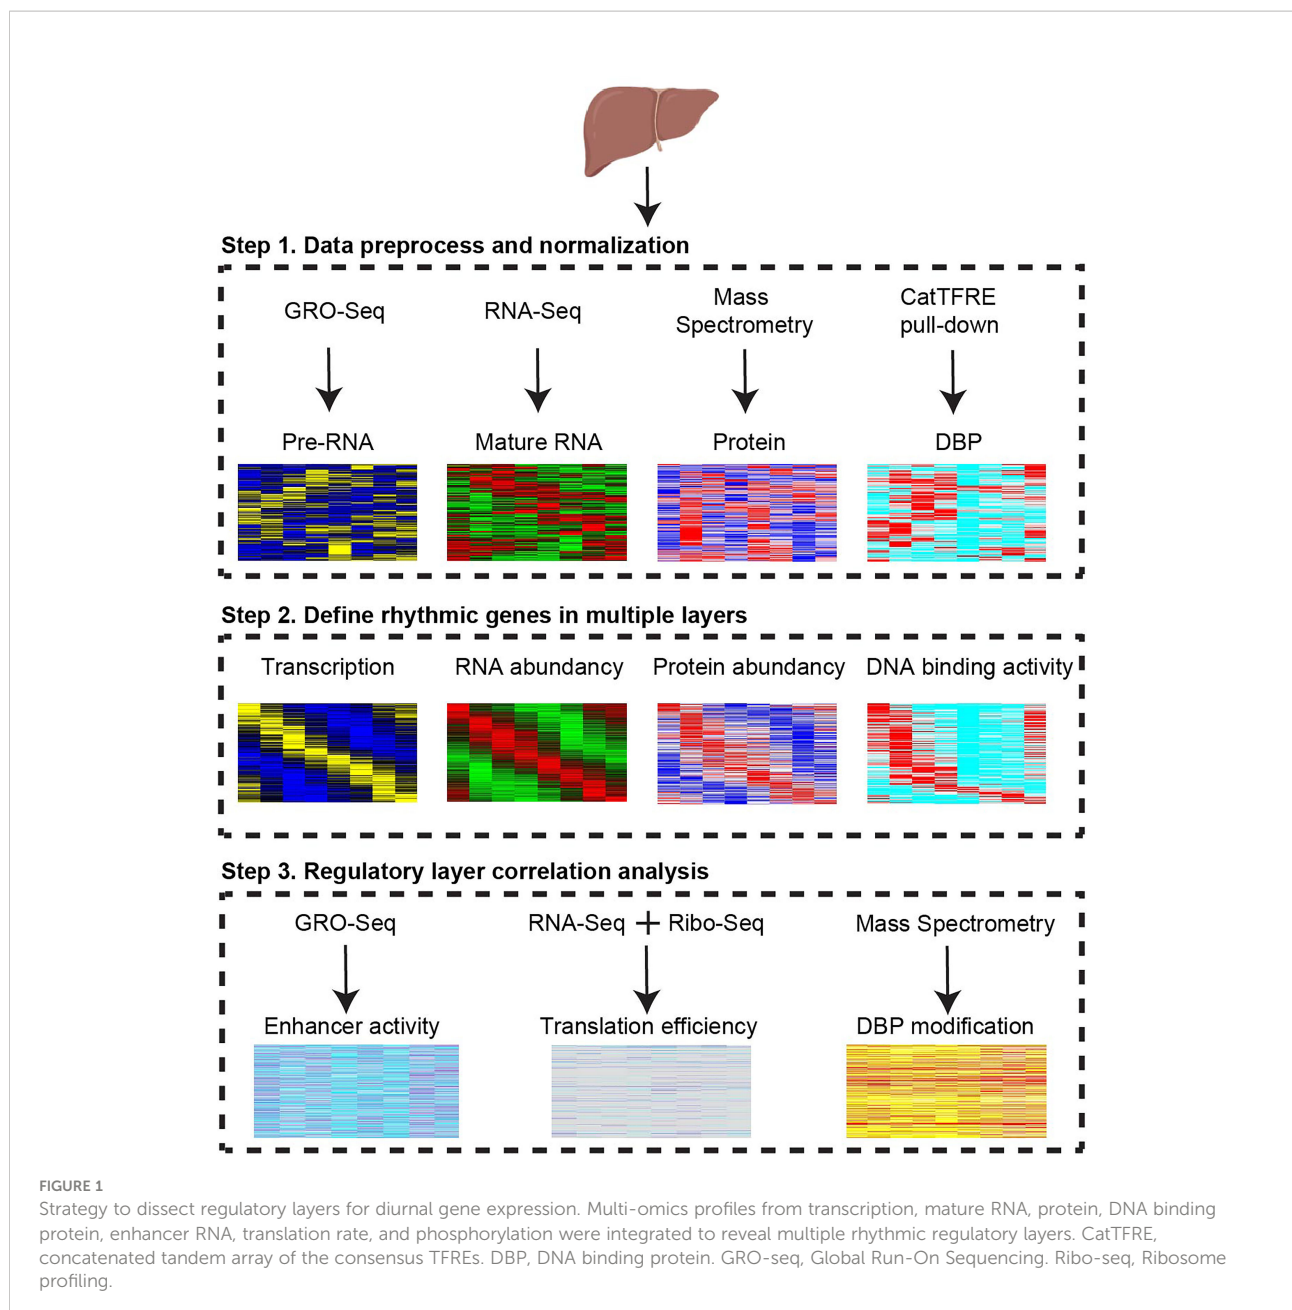 Step 1. Data preprocess and normalization
GRO-Seq
RNA-Seq
Mass
Spectrometry
CatTFRE
pull-down
Pre-RNA
Mature RNA
Protein
DBP
Step 2. Define rhythmic genes in multiple layers
Transcription
RNA abundancy
Protein abundancy
DNA binding activity
Step 3. Regulatory layer correlation analysis
GRO-Seq
RNA-Seq + Ribo-Seq
Mass Spectrometry
Enhancer activity
Translation efficiency
DBP modification
FIGURE 1
Strategy to dissect regulatory layers for diurnal gene expression. Multi-omics profiles from transcription, mature RNA, protein, DNA binding
protein, enhancer RNA, translation rate, and phosphorylation were integrated to reveal multiple rhythmic regulatory layers. CatTFRE,
concatenated tandem array of the consensus TFREs. DBP, DNA binding protein. GRO-seq, Global Run-On Sequencing. Ribo-seq, Ribosome
profiling.